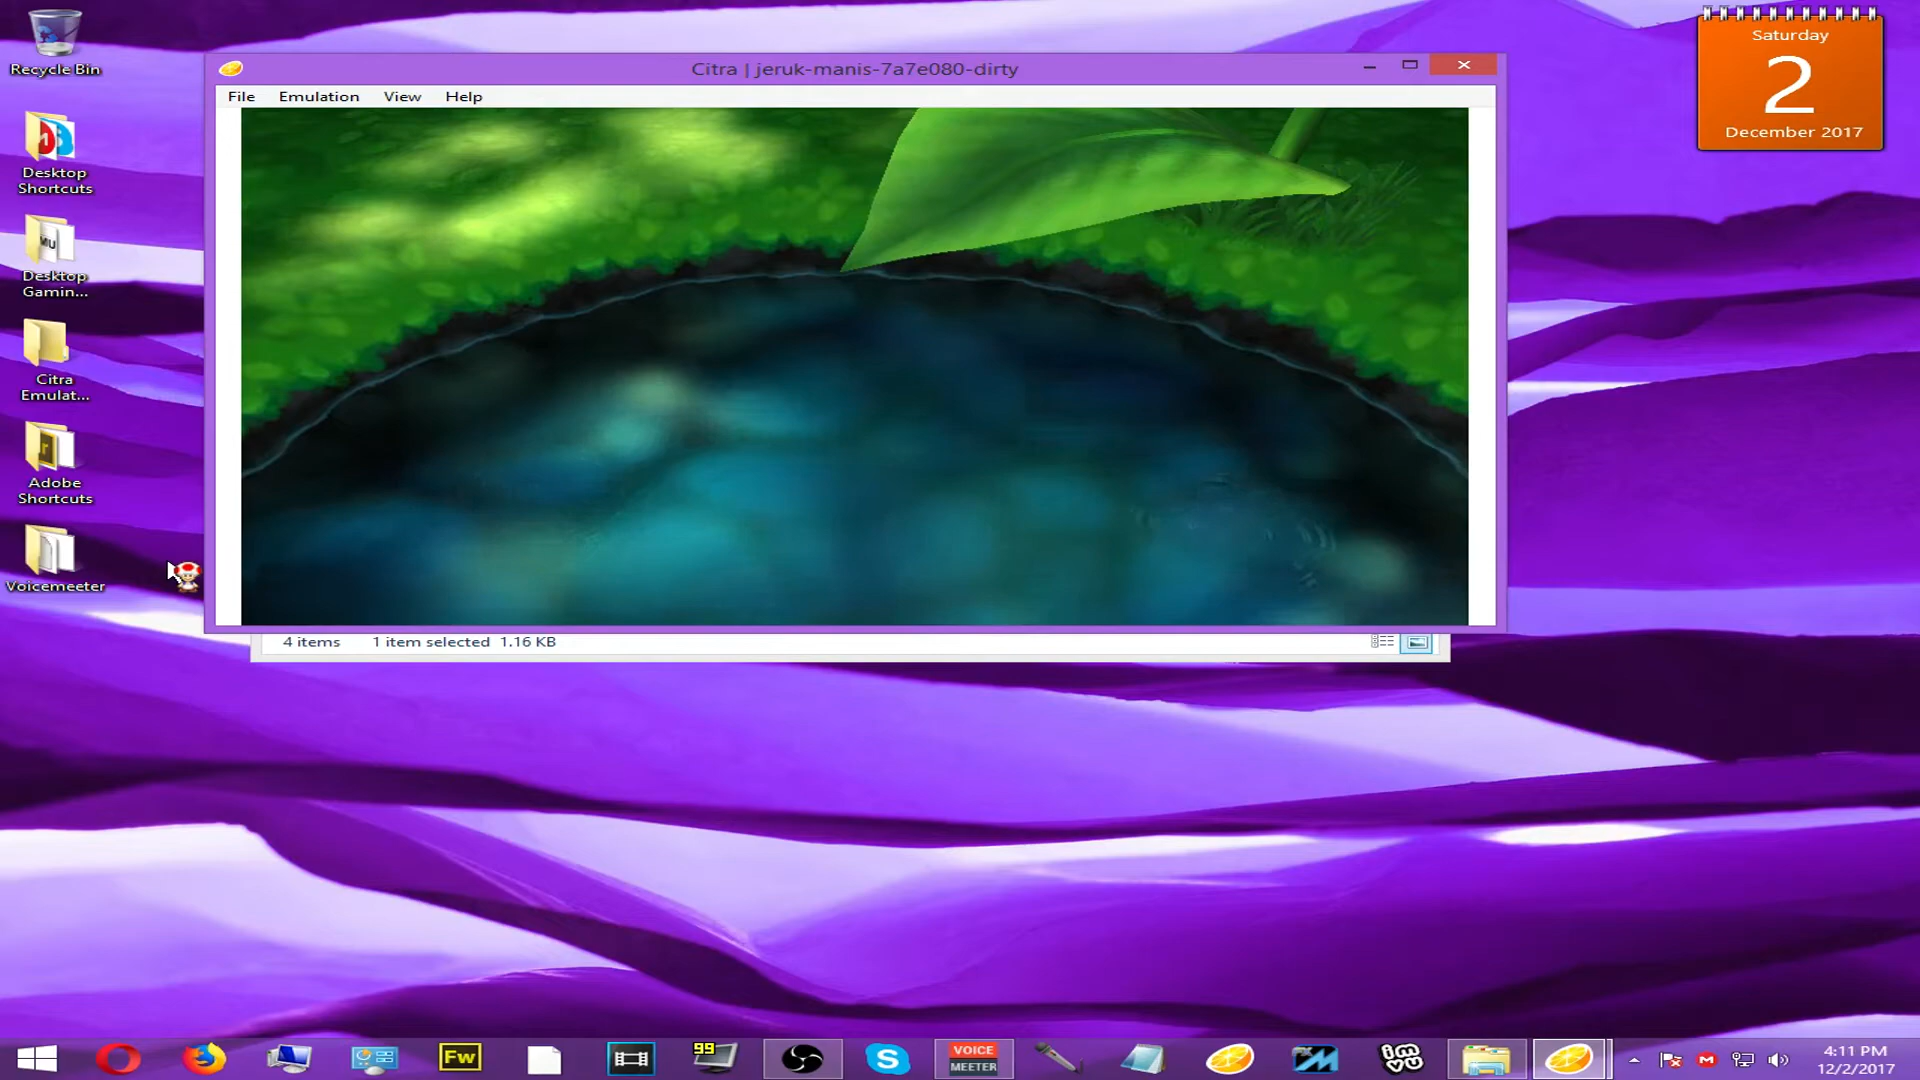 Recycle Bin
Desktop
Shortcuts
Desktop
Gamin...
Citra
Emulat...
Adobe
Shortcuts
Voicemeeter
Citra | jeruk-manis-7a7e080-dirty
File Emulation View Help
4 items 1 item selected 1.16 KB
Saturday
2
December 2017
Fw
99
VOICE
MEETER
imvu
4:11 PM
12/2/2017